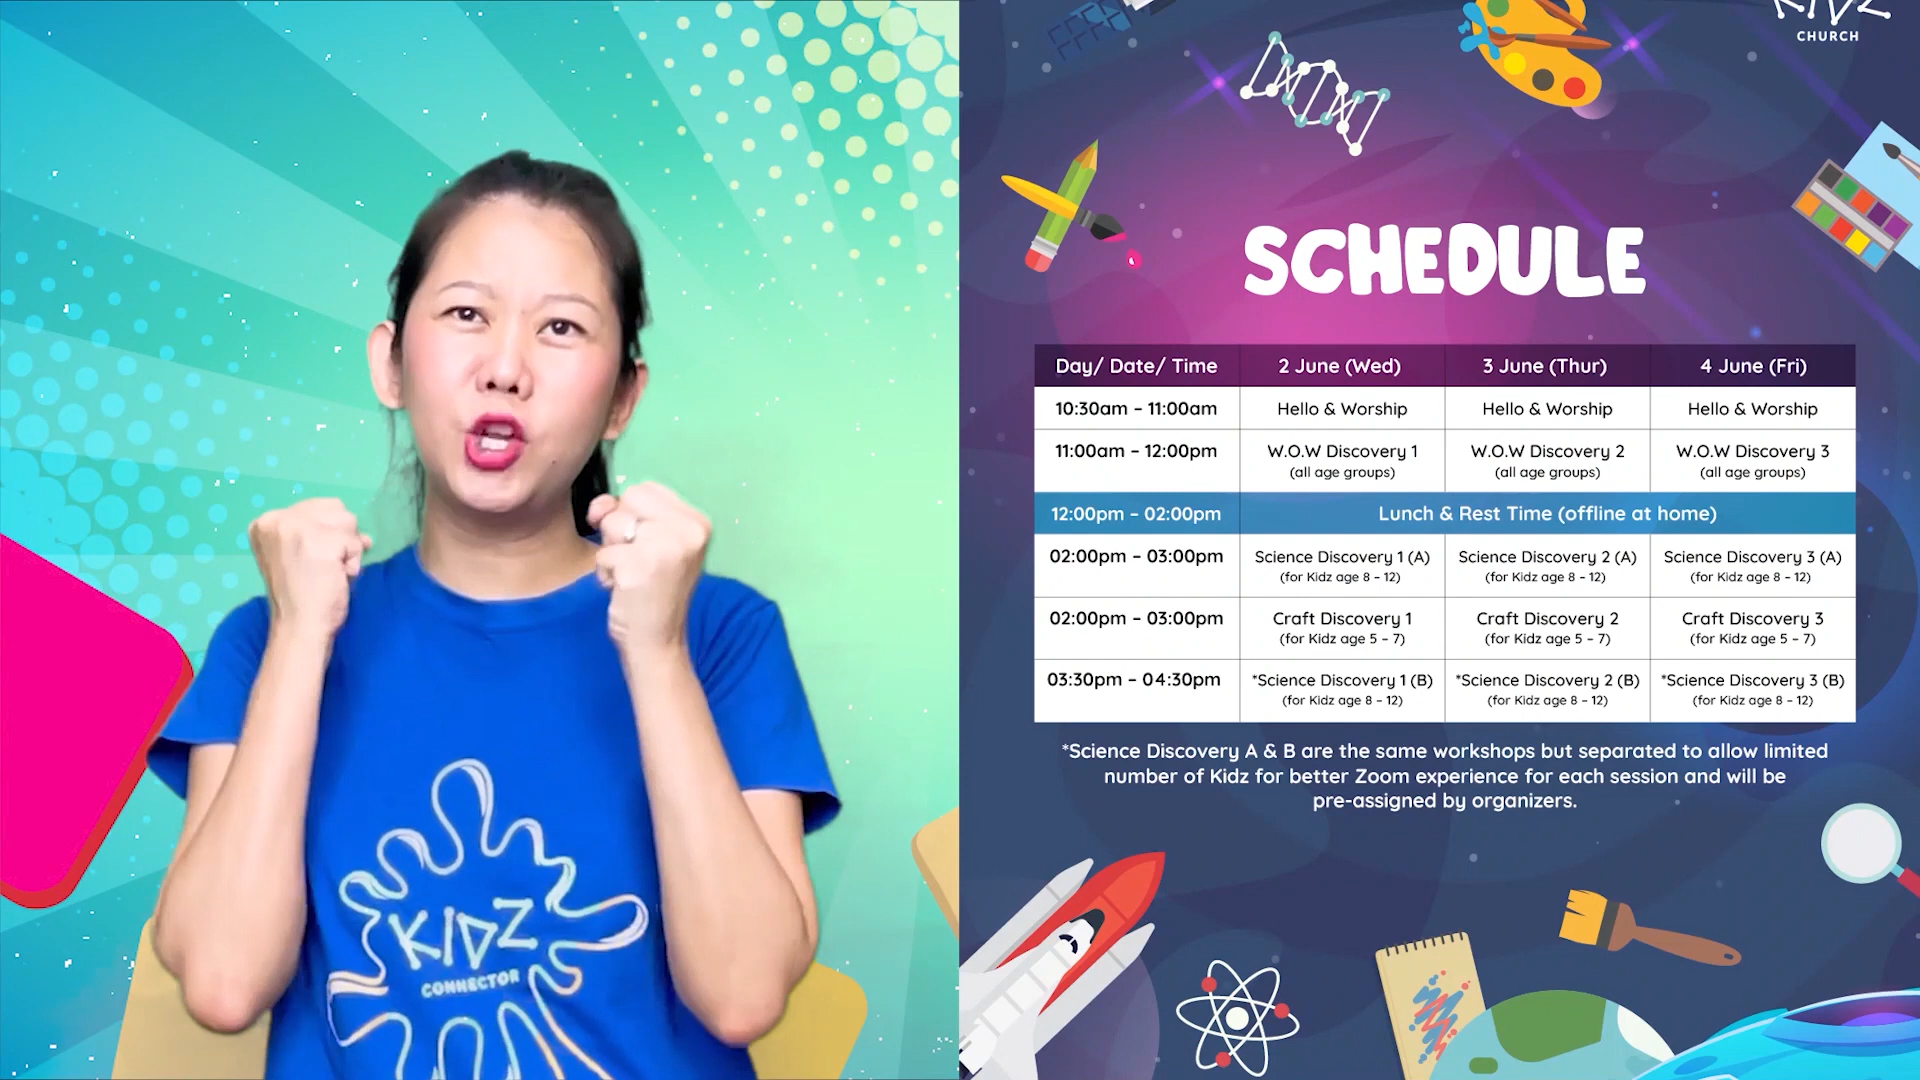 KIDZ
CONNECTOR
KIDZ
CHURCH
SCHEDULE
Day/ Date/ Time 2 June (Wed) 3 June (Thur) 4 June (Fri)
10:30am – 11:00am Hello & Worship Hello & Worship Hello & Worship
11:00am – 12:00pm W.O.W Discovery 1 W.O.W Discovery 2 W.O.W Discovery 3
(all age groups) (all age groups) (all age groups)
12:00pm – 02:00pm Lunch & Rest Time (offline at home)
02:00pm – 03:00pm Science Discovery 1 (A) Science Discovery 2 (A) Science Discovery 3 (A)
(for Kidz age 8 – 12) (for Kidz age 8 – 12) (for Kidz age 8 – 12)
02:00pm – 03:00pm Craft Discovery 1 Craft Discovery 2 Craft Discovery 3
(for Kidz age 5 – 7) (for Kidz age 5 – 7) (for Kidz age 5 – 7)
03:30pm – 04:30pm *Science Discovery 1 (B) *Science Discovery 2 (B) *Science Discovery 3 (B)
(for Kidz age 8 – 12) (for Kidz age 8 – 12) (for Kidz age 8 – 12)
*Science Discovery A & B are the same workshops but separated to allow limited
number of Kidz for better Zoom experience for each session and will be
pre-assigned by organizers.